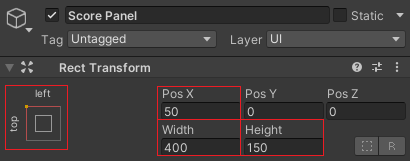 Score Panel
Static
Tag Untagged
Layer UI
Rect Transform
left
top
Pos X Pos Y Pos Z
50 0 0
Width Height
400 150
R